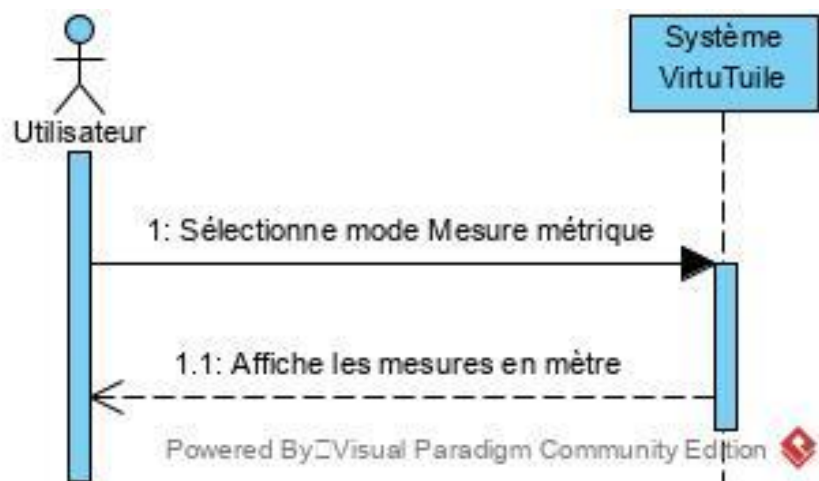 Système
VirtuTuile
Utilisateur
1: Sélectionne mode Mesure métrique
1.1: Affiche les mesures en mètre
Powered By□Visual Paradigm Community Edition